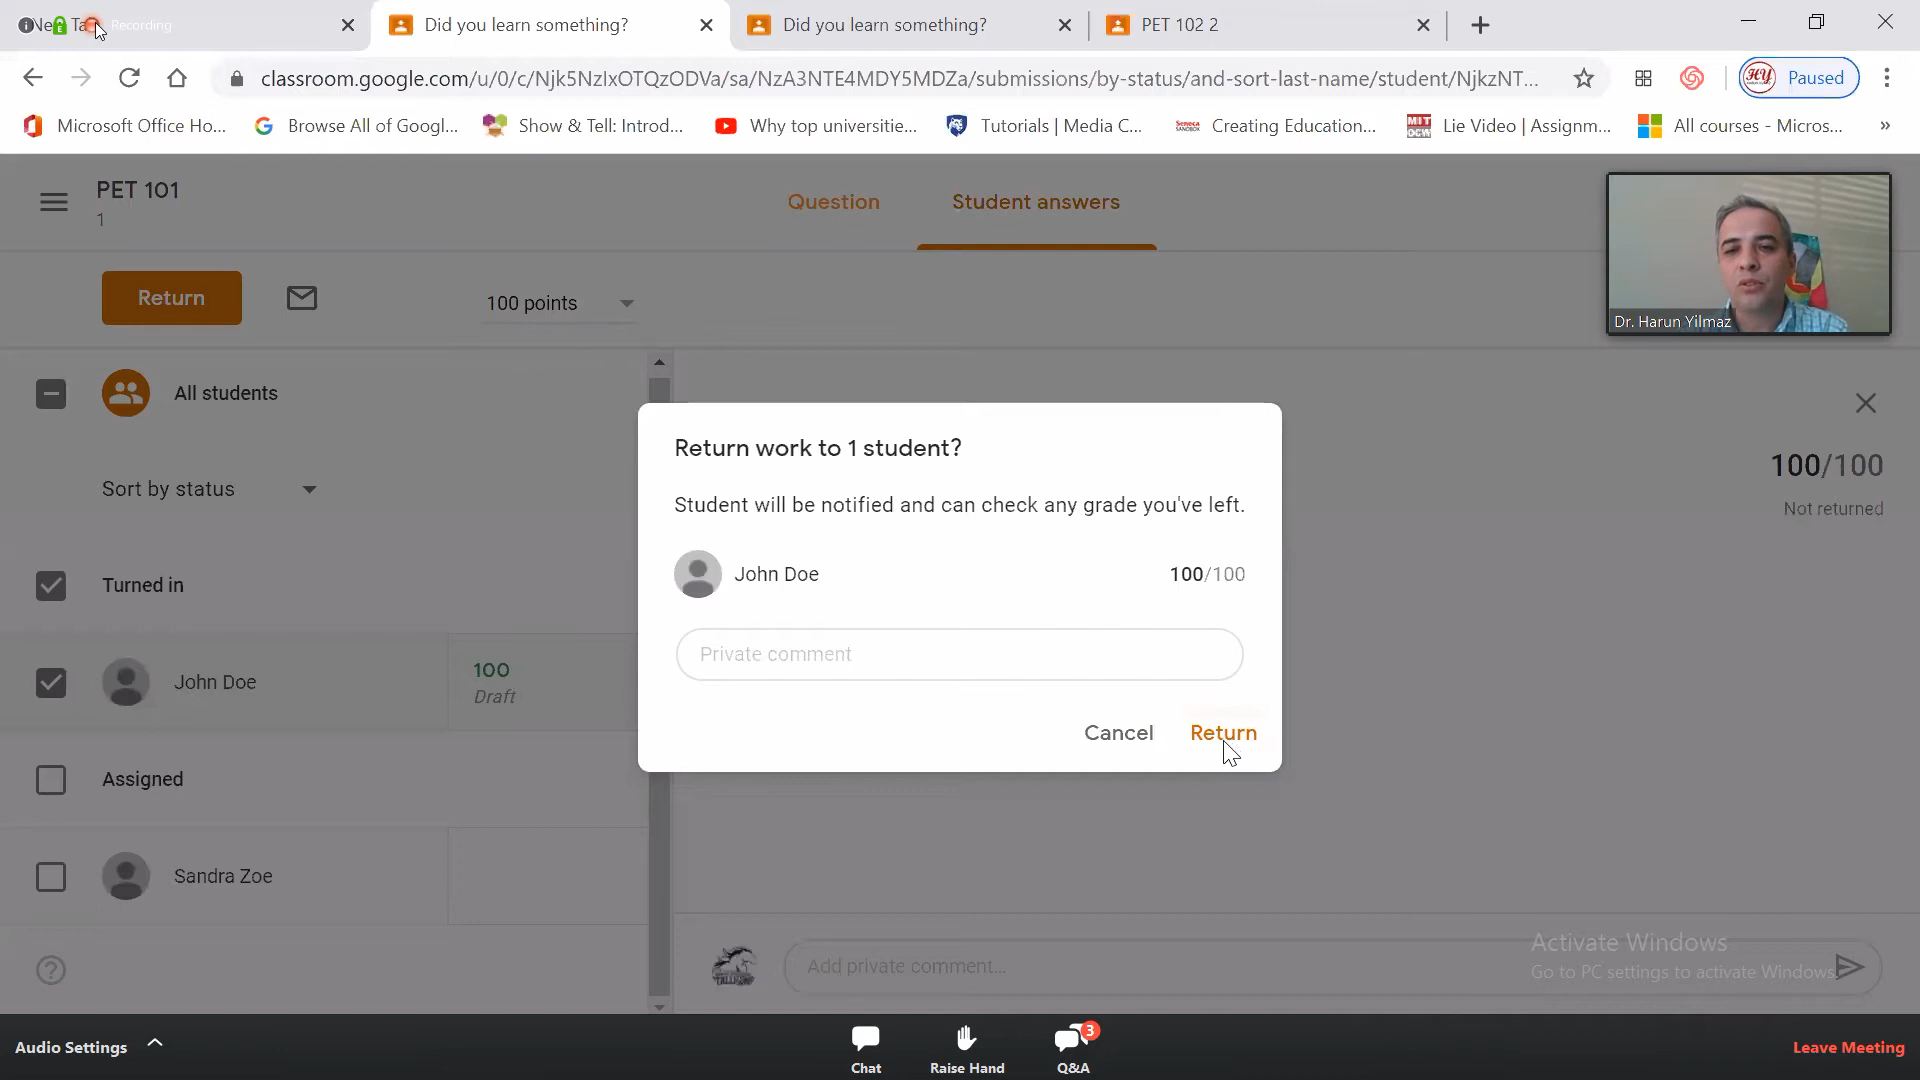 Recording
Did you learn something?
Did you learn something?
PET 102 2
classroom.google.com/u/0/c/Njk5NzIxOTQzODVa/sa/NzA3NTE4MDY5MDZa/submissions/by-status/and-sort-last-name/student/NjkzNT...
Paused
Microsoft Office Ho...
Browse All of Googl...
Show & Tell: Introd...
Why top universitie...
Tutorials | Media C...
Creating Education...
Lie Video | Assignm...
All courses - Micros...
»
PET 101
1
Question
Student answers
Dr. Harun Yilmaz
Return
100 points
All students
Sort by status
100/100
Not returned
Return work to 1 student?
Student will be notified and can check any grade you've left.
John Doe
100/100
Private comment
Cancel
Return
Turned in
John Doe
100
Draft
Assigned
Sandra Zoe
Add private comment...
Activate Windows
Go to PC settings to activate Windows.
Audio Settings
Chat
Raise Hand
3
Q&A
Leave Meeting